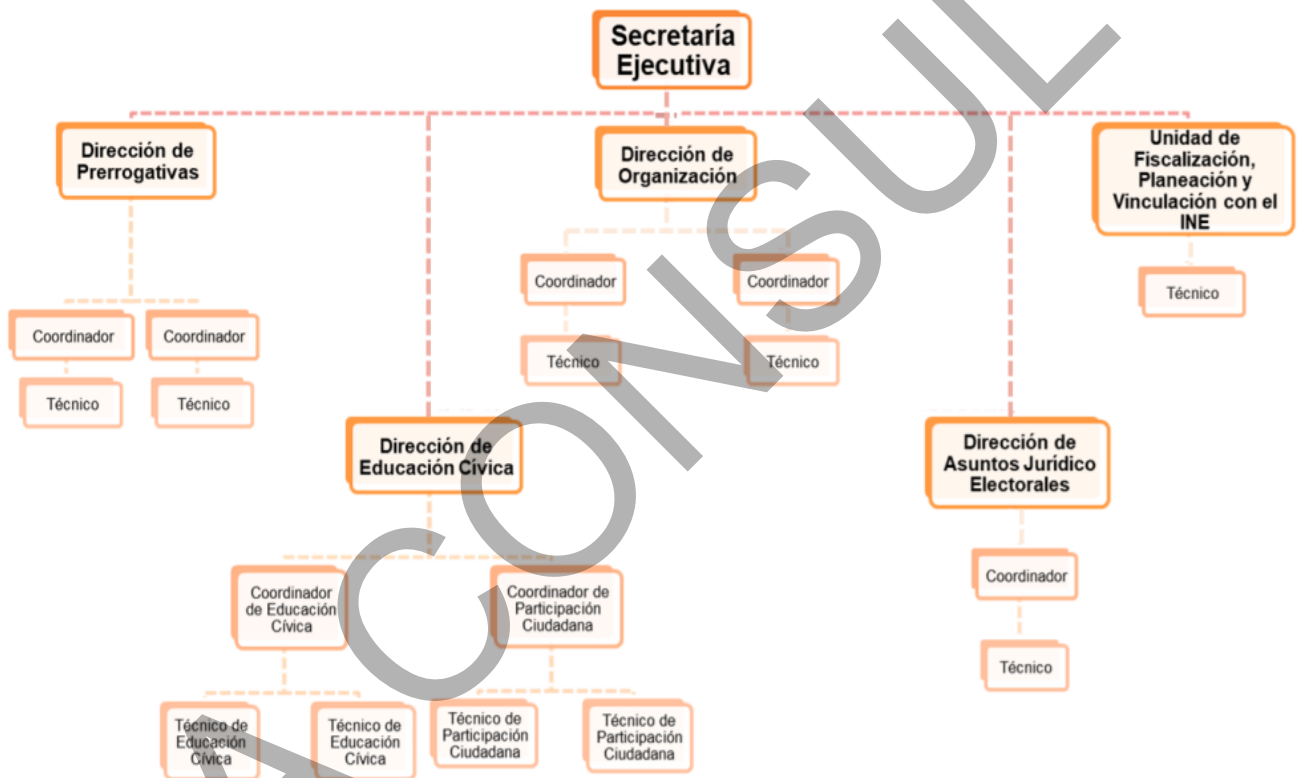 Secretaría
Ejecutiva
Dirección de
Prerrogativas
Dirección de
Organización
Unidad de
Fiscalización,
Planeación y
Vinculación con el
INE
Coordinador
Coordinador
Técnico
Coordinador
Coordinador
Técnico
Técnico
Técnico
Técnico
Dirección de
Educación Cívica
Dirección de
Asuntos Jurídico
Electorales
Coordinador
de Educación
Cívica
Coordinador de
Participación
Ciudadana
Coordinador
Técnico
Técnico de
Educación
Cívica
Técnico de
Educación
Cívica
Técnico de
Participación
Ciudadana
Técnico de
Participación
Ciudadana
A CONSUL